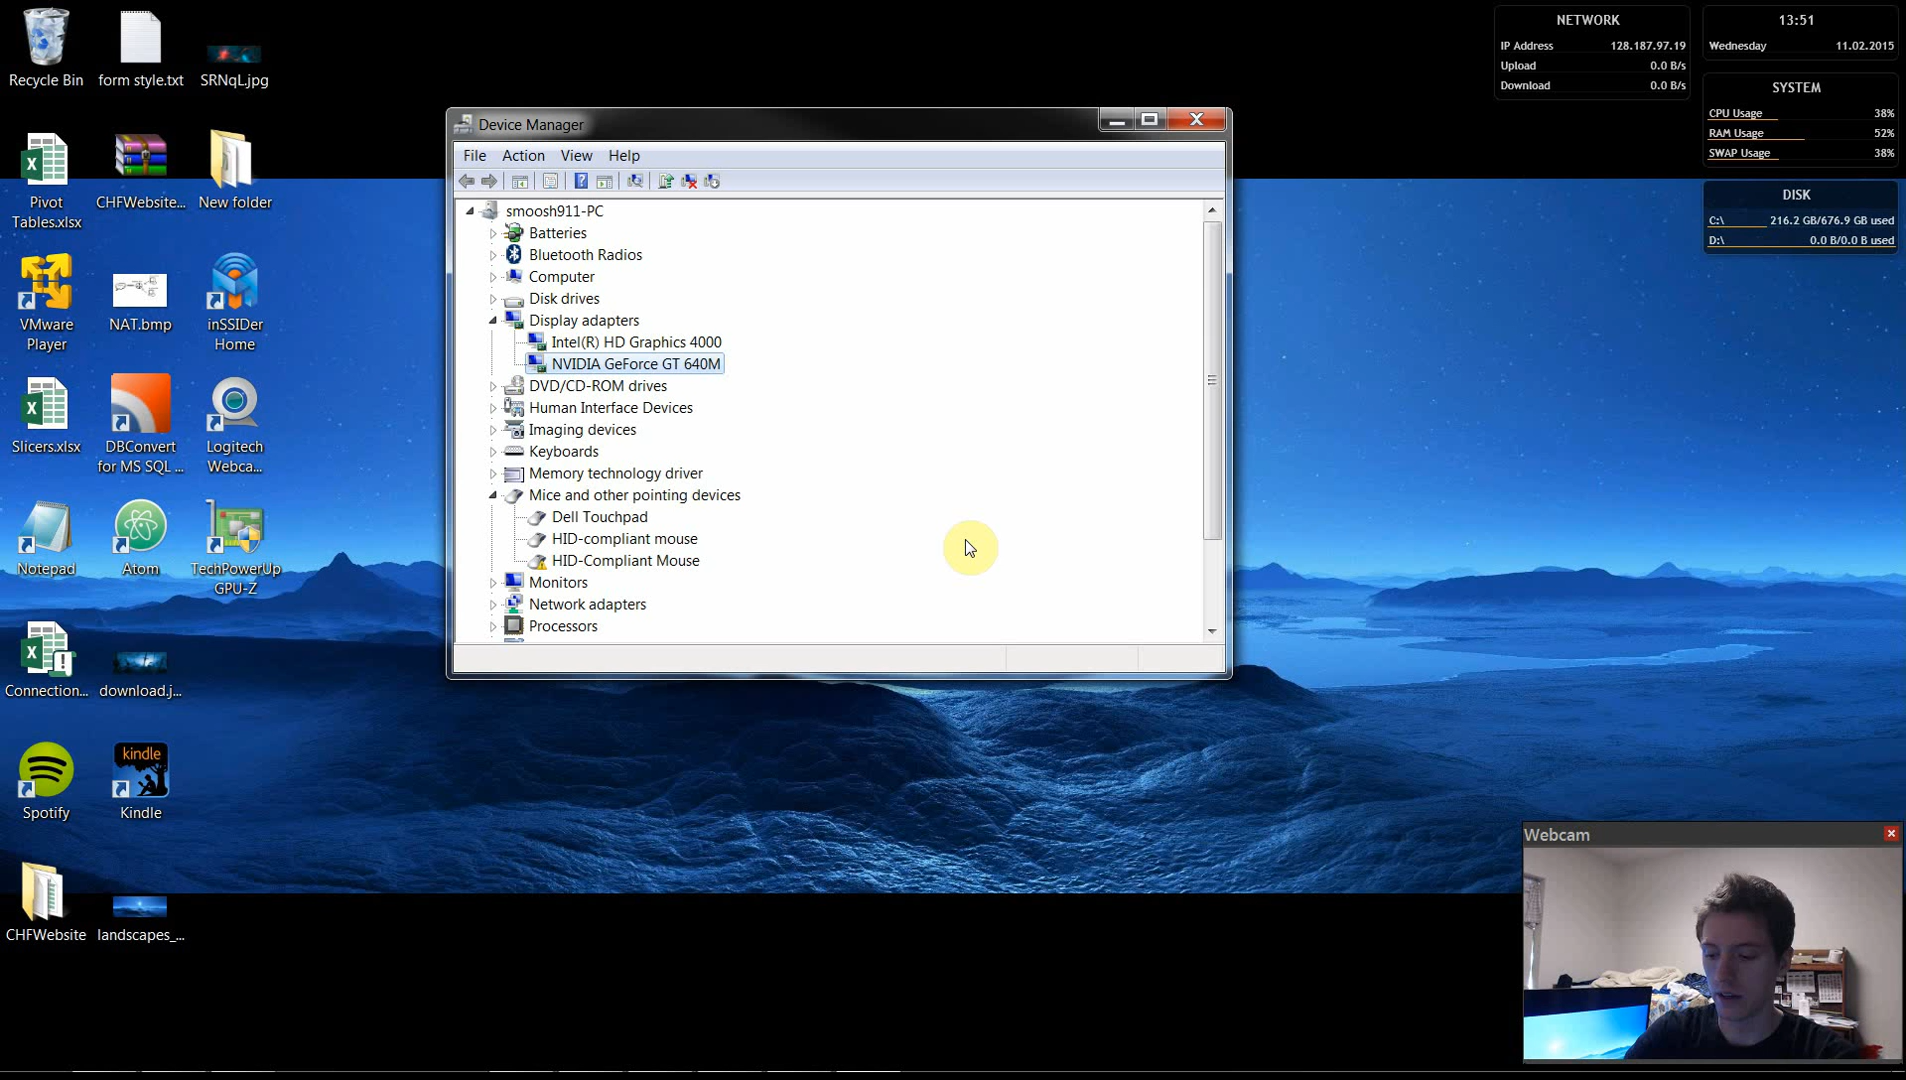 Recycle Bin
form style.txt
SRNqL.jpg
Pivot
Tables.xlsx
CHFWebsite...
New folder
VMware
Player
NAT.bmp
inSSIDer
Home
Slicers.xlsx
DBConvert
for MS SQL ...
Logitech
Webca...
Notepad
Atom
TechPowerUp
GPU-Z
Connection...
download.j...
Spotify
kindle
Kindle
CHFWebsite
landscapes_...
Device Manager
File Action View Help
smoosh911-PC
Batteries
Bluetooth Radios
Computer
Disk drives
Display adapters
Intel(R) HD Graphics 4000
NVIDIA GeForce GT 640M
DVD/CD-ROM drives
Human Interface Devices
Imaging devices
Keyboards
Memory technology driver
Mice and other pointing devices
Dell Touchpad
HID-compliant mouse
HID-Compliant Mouse
Monitors
Network adapters
Processors
NETWORK
IP Address 128.187.97.19
Upload 0.0 B/s
Download 0.0 B/s
13:51
Wednesday 11.02.2015
SYSTEM
CPU Usage 38%
RAM Usage 52%
SWAP Usage 38%
DISK
C:\ 216.2 GB/676.9 GB used
D:\ 0.0 B/0.0 B used
Webcam